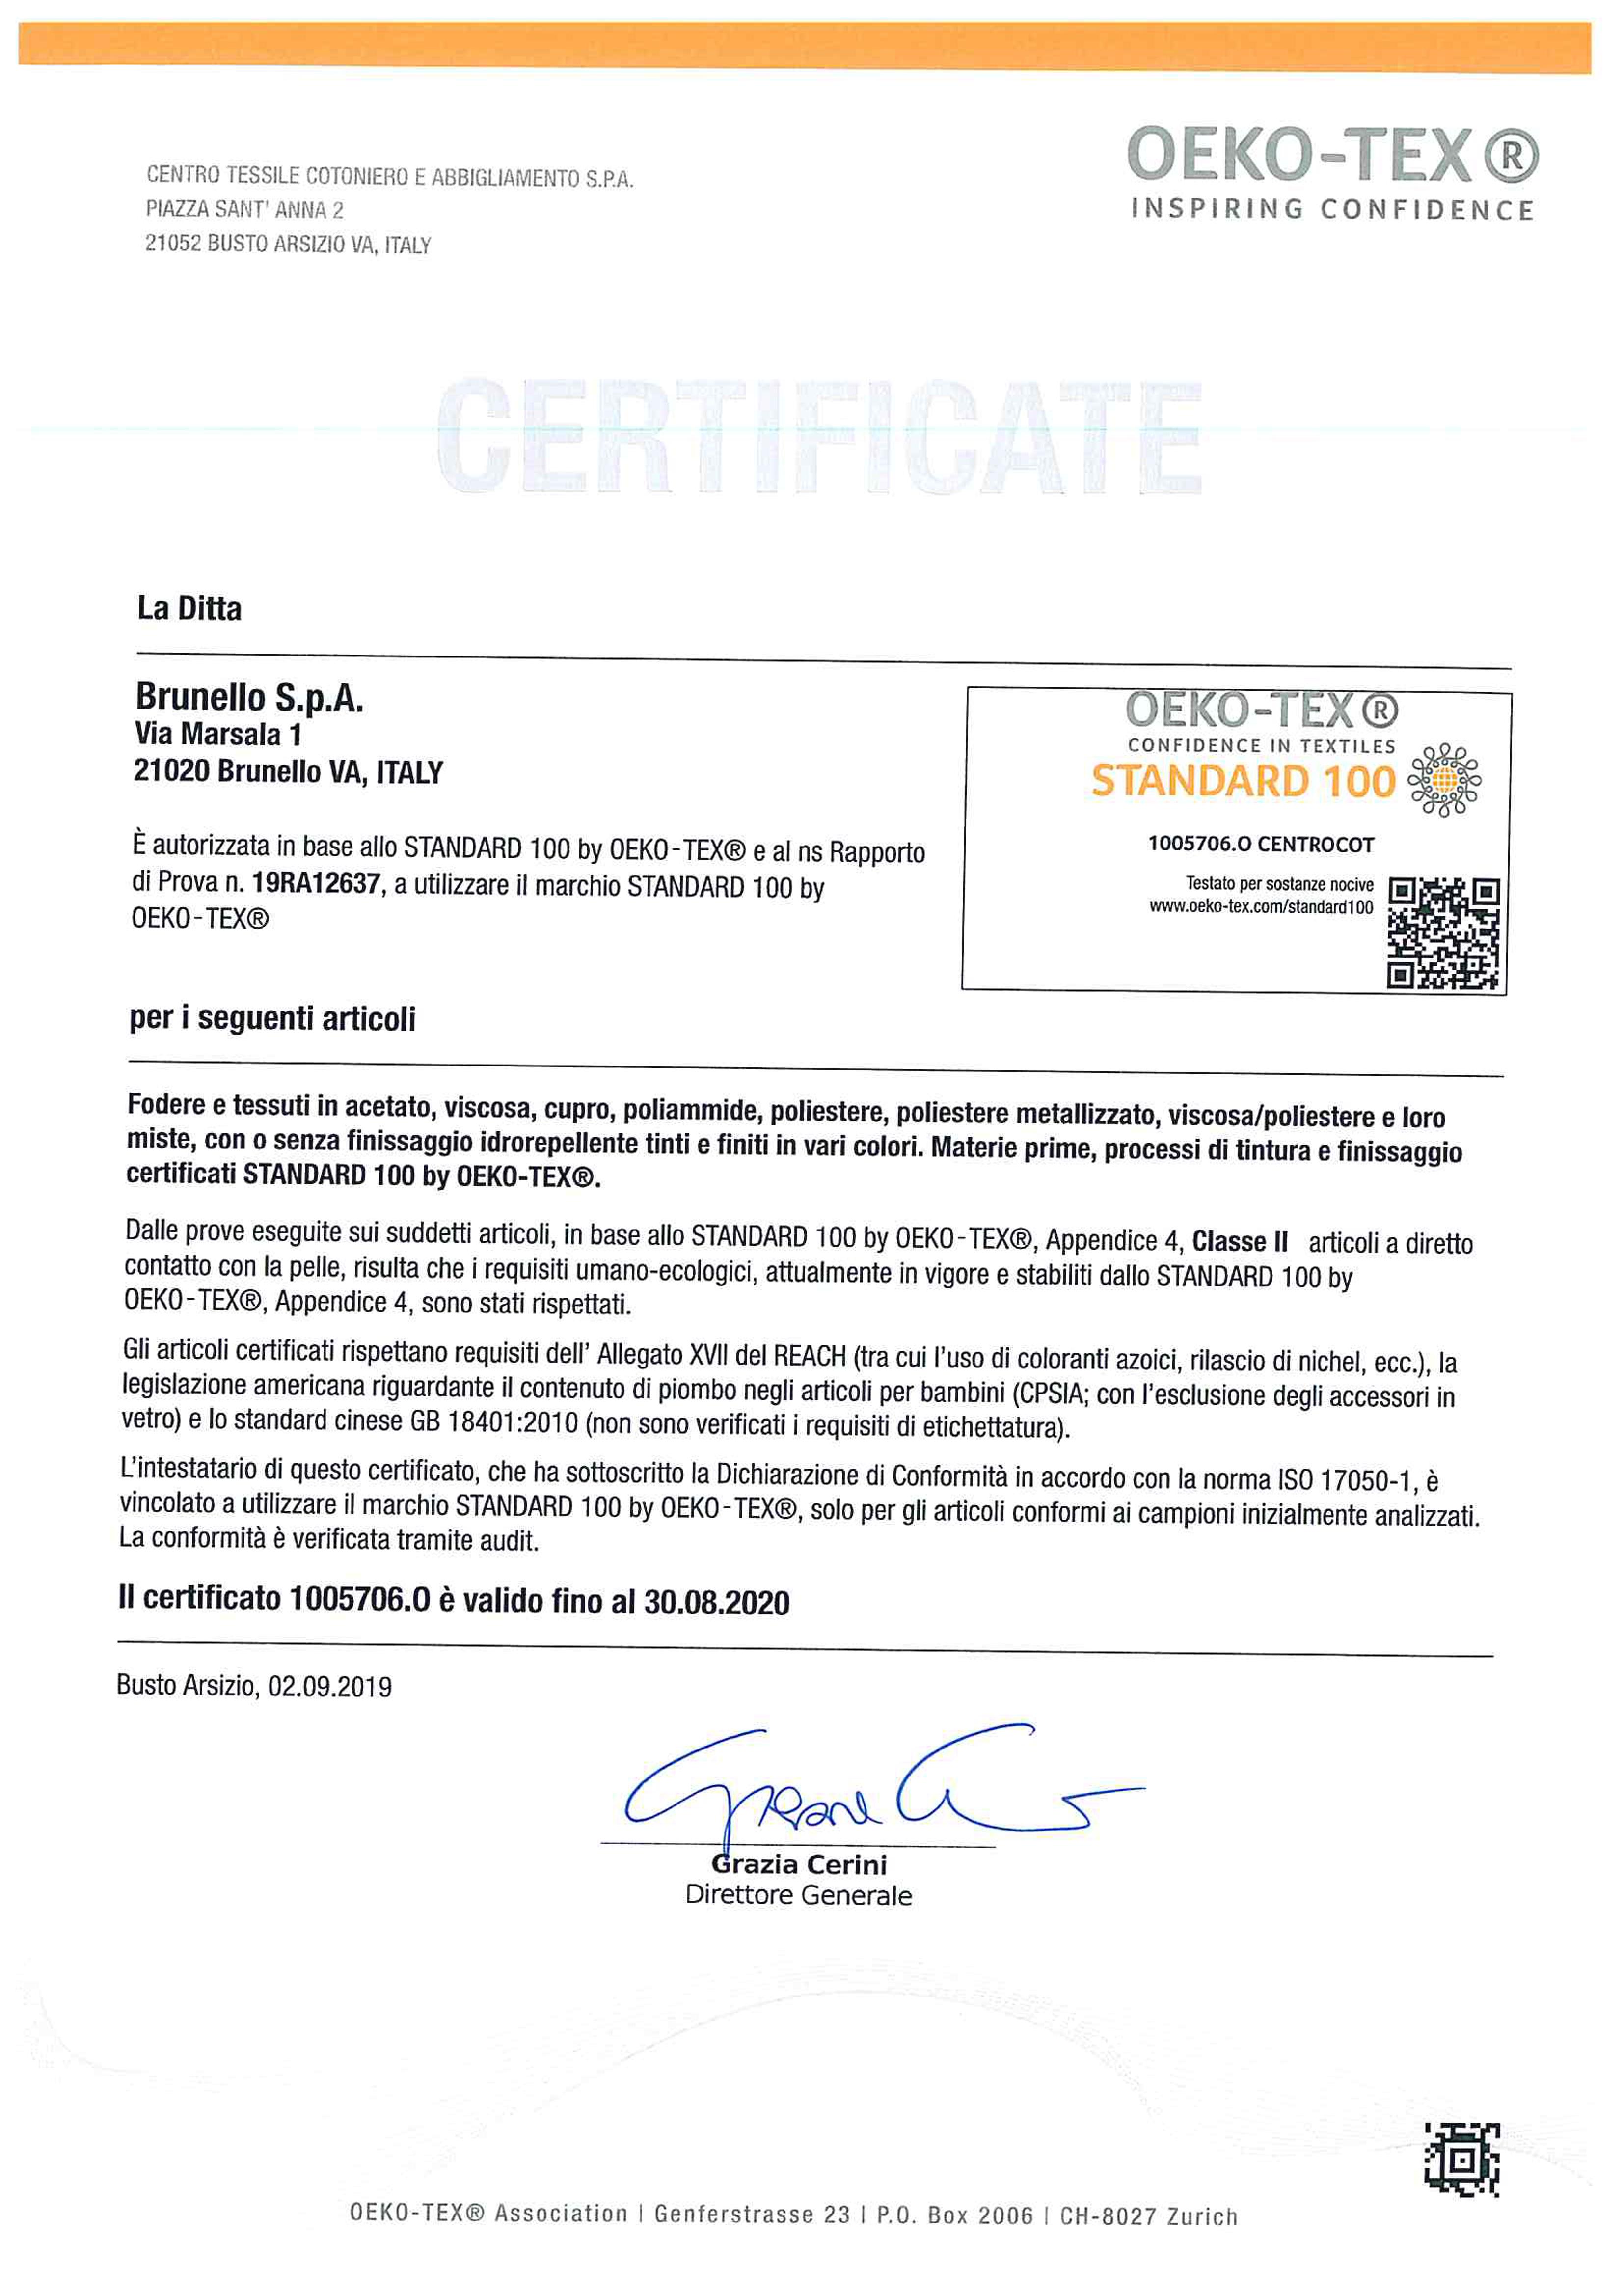 CENTRO TESSILE COTONIERO E ABBIGLIAMENTO S.P.A.
PIAZZA SANT' ANNA 2
21052 BUSTO ARSIZIO VA, ITALY
OEKO-TEX®
INSPIRING CONFIDENCE
CERTIFICATE
La Ditta
Brunello S.p.A.
Via Marsala 1
21020 Brunello VA, ITALY
È autorizzata in base allo STANDARD 100 by OEKO-TEX® e al ns Rapporto
di Prova n. 19RA12637, a utilizzare il marchio STANDARD 100 by
OEKO-TEX®
OEKO-TEX®
CONFIDENCE IN TEXTILES
STANDARD 100
1005706.O CENTROCOT
Testato per sostanze nocive
www.oeko-tex.com/standard100
per i seguenti articoli
Fodere e tessuti in acetato, viscosa, cupro, poliammide, poliestere, poliestere metallizzato, viscosa/poliestere e loro
miste, con o senza finissaggio idrorepellente tinti e finiti in vari colori. Materie prime, processi di tintura e finissaggio
certificati STANDARD 100 by OEKO-TEX®.
Dalle prove eseguite sui suddetti articoli, in base allo STANDARD 100 by OEKO-TEX®, Appendice 4, Classe II articoli a diretto
contatto con la pelle, risulta che i requisiti umano-ecologici, attualmente in vigore e stabiliti dallo STANDARD 100 by
OEKO-TEX®, Appendice 4, sono stati rispettati.
Gli articoli certificati rispettano requisiti dell' Allegato XVII del REACH (tra cui l'uso di coloranti azoici, rilascio di nichel, ecc.), la
legislazione americana riguardante il contenuto di piombo negli articoli per bambini (CPSIA; con l'esclusione degli accessori in
vetro) e lo standard cinese GB 18401:2010 (non sono verificati i requisiti di etichettatura).
L'intestatario di questo certificato, che ha sottoscritto la Dichiarazione di Conformità in accordo con la norma ISO 17050-1, è
vincolato a utilizzare il marchio STANDARD 100 by OEKO-TEX®, solo per gli articoli conformi ai campioni inizialmente analizzati.
La conformità è verificata tramite audit.
Il certificato 1005706.O è valido fino al 30.08.2020
Busto Arsizio, 02.09.2019
Grazia Cerini
Direttore Generale
OEKO-TEX® Association | Genferstrasse 23 | P.O. Box 2006 | CH-8027 Zurich